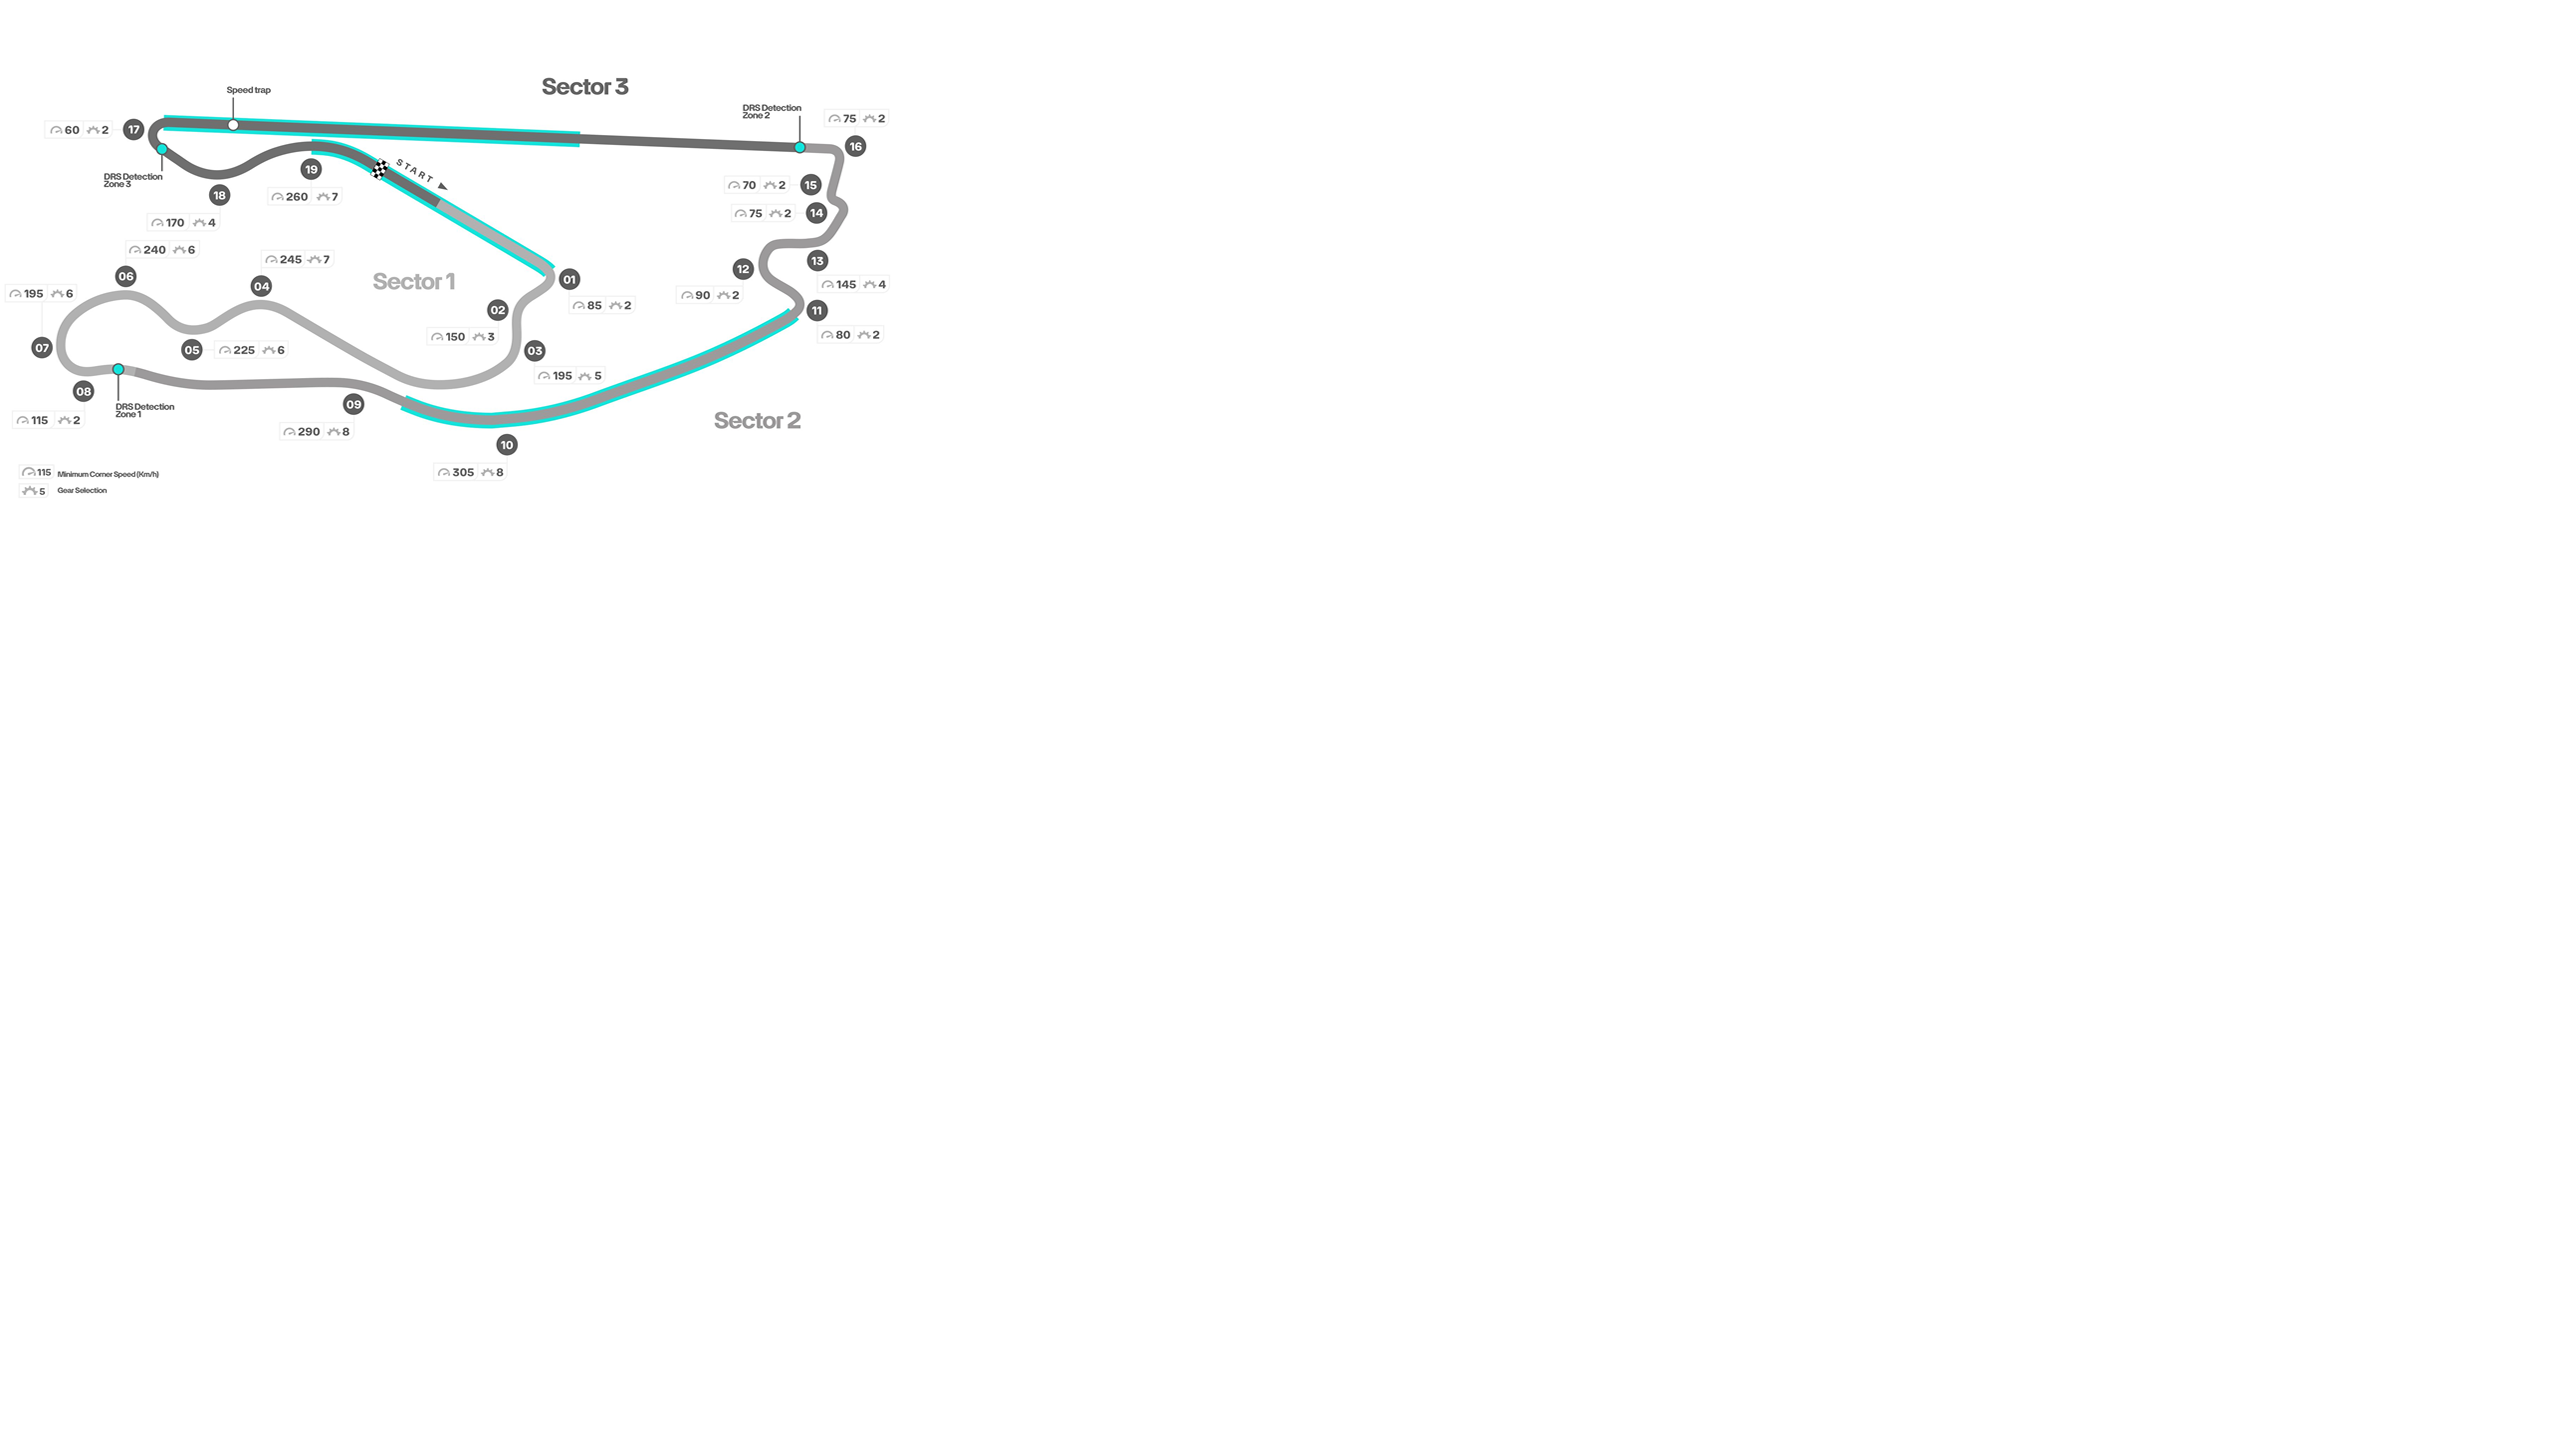 Sector 3
Speed trap
DRS Detection
Zone 2
75 2
16
60 2 17
DRS Detection
Zone 3
18
170 4
19
260 7
START
70 2 15
75 2 14
13
145 4
12
90 2
11
80 2
240 6
06
245 7
04
Sector 1
01
85 2
02
150 3
03
195 5
195 6
07
05 225 6
08
115 2
DRS Detection
Zone 1
09
290 8
10
305 8
Sector 2
115 Minimum Corner Speed (Km/h)
5 Gear Selection